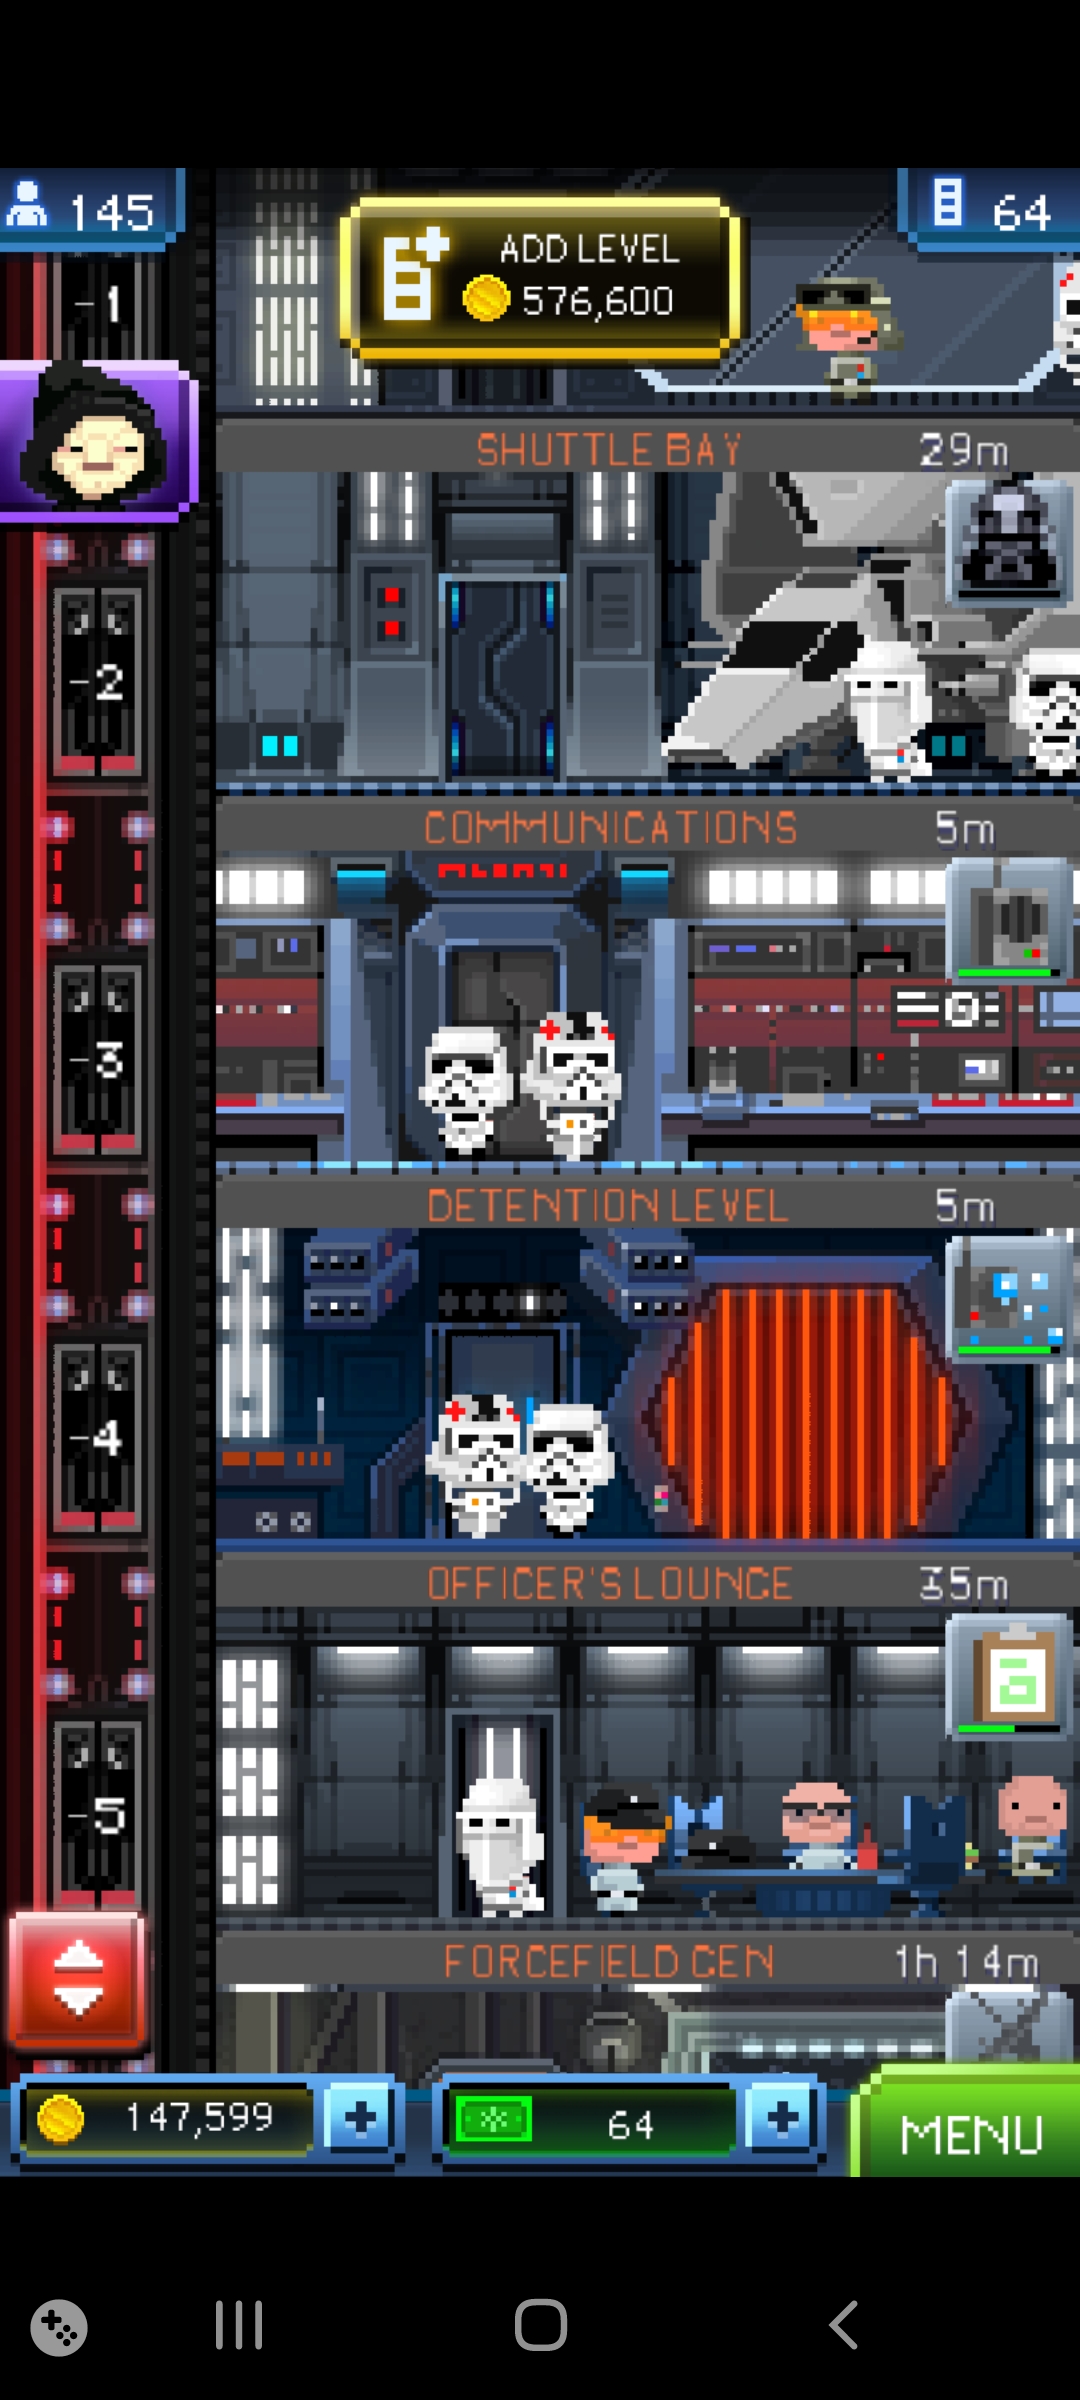 145
ADD LEVEL
576,600
64
-1
SHUTTLE BAY 29m
-2
COMMUNICATIONS 5m
-3
DETENTION LEVEL 5m
-4
OFFICER'S LOUNGE 35m
-5
FORCEFIELD GEN 1h 14m
147,599
64
MENU